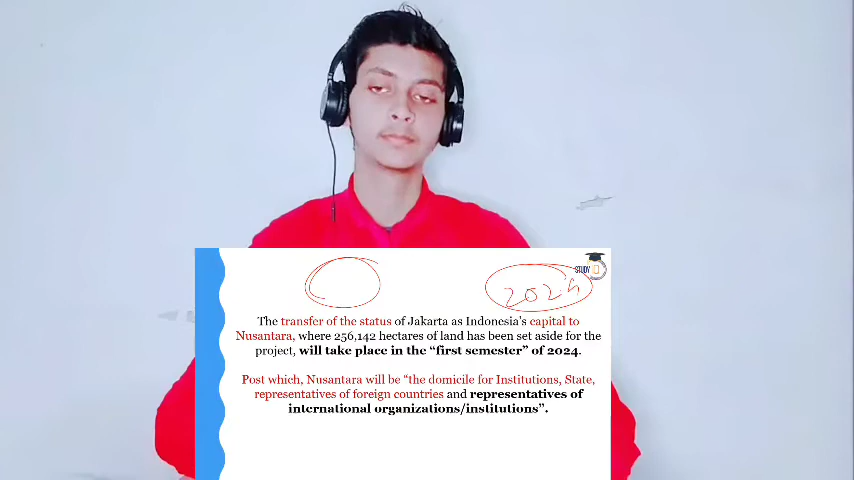 STUDY IQ
2024
The transfer of the status of Jakarta as Indonesia's capital to
Nusantara, where 256,142 hectares of land has been set aside for the
project, will take place in the “first semester” of 2024.
Post which, Nusantara will be “the domicile for Institutions, State,
representatives of foreign countries and representatives of
international organizations/institutions”.